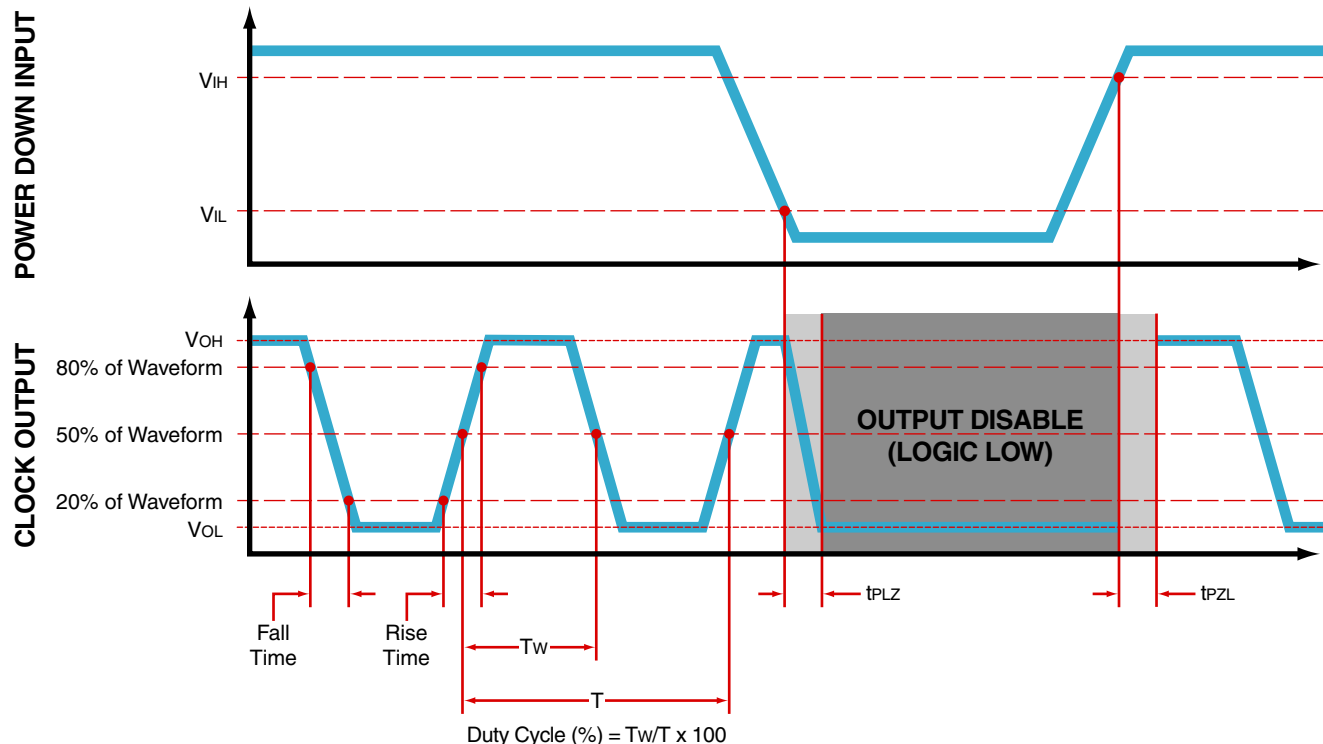 POWER DOWN INPUT
VIH
VIL
CLOCK OUTPUT
VOH
80% of Waveform
50% of Waveform
20% of Waveform
VOL
OUTPUT DISABLE
(LOGIC LOW)
Fall
Time
Rise
Time
tPLZ
tPZL
TW
T
Duty Cycle (%) = TW/T x 100